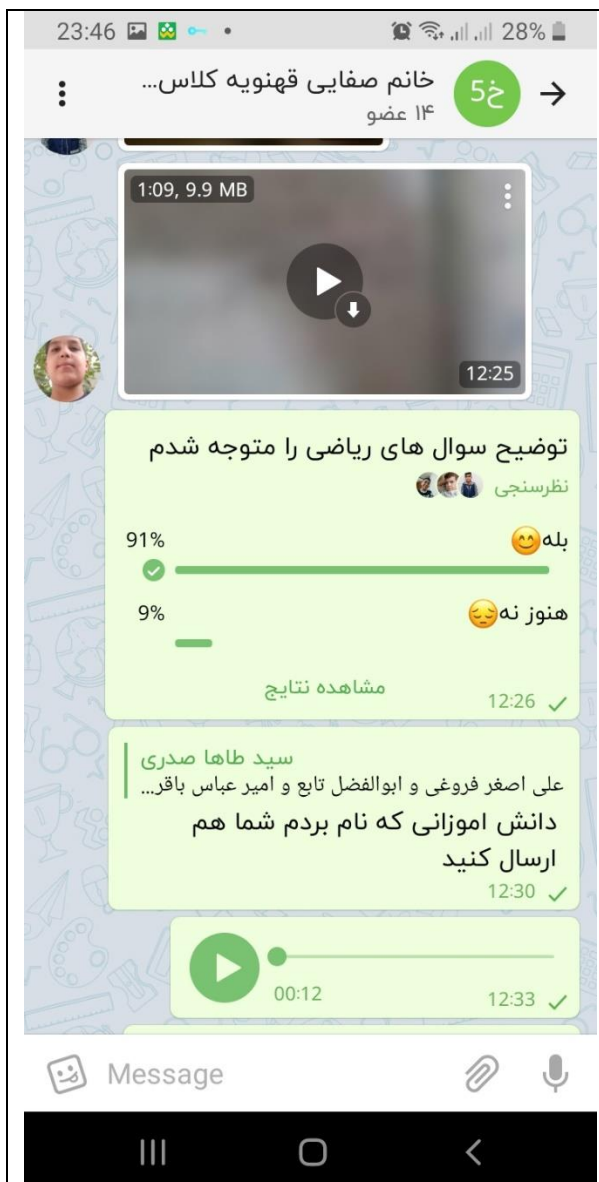 23:46 28%
خانم صفایی قهنویه کلاس...
خ5
۱۴ عضو
1:09, 9.9 MB
12:25
توضیح سوال های ریاضی را متوجه شدم
نظرسنجی
91% بله😊
9% هنوز نه😔
مشاهده نتایج
12:26
سید طاها صدری
علی اصغر فروغی و ابوالفضل تابع و امیر عباس باقر...
دانش اموزانی که نام بردم شما هم
ارسال کنید
12:30
00:12
12:33
Message